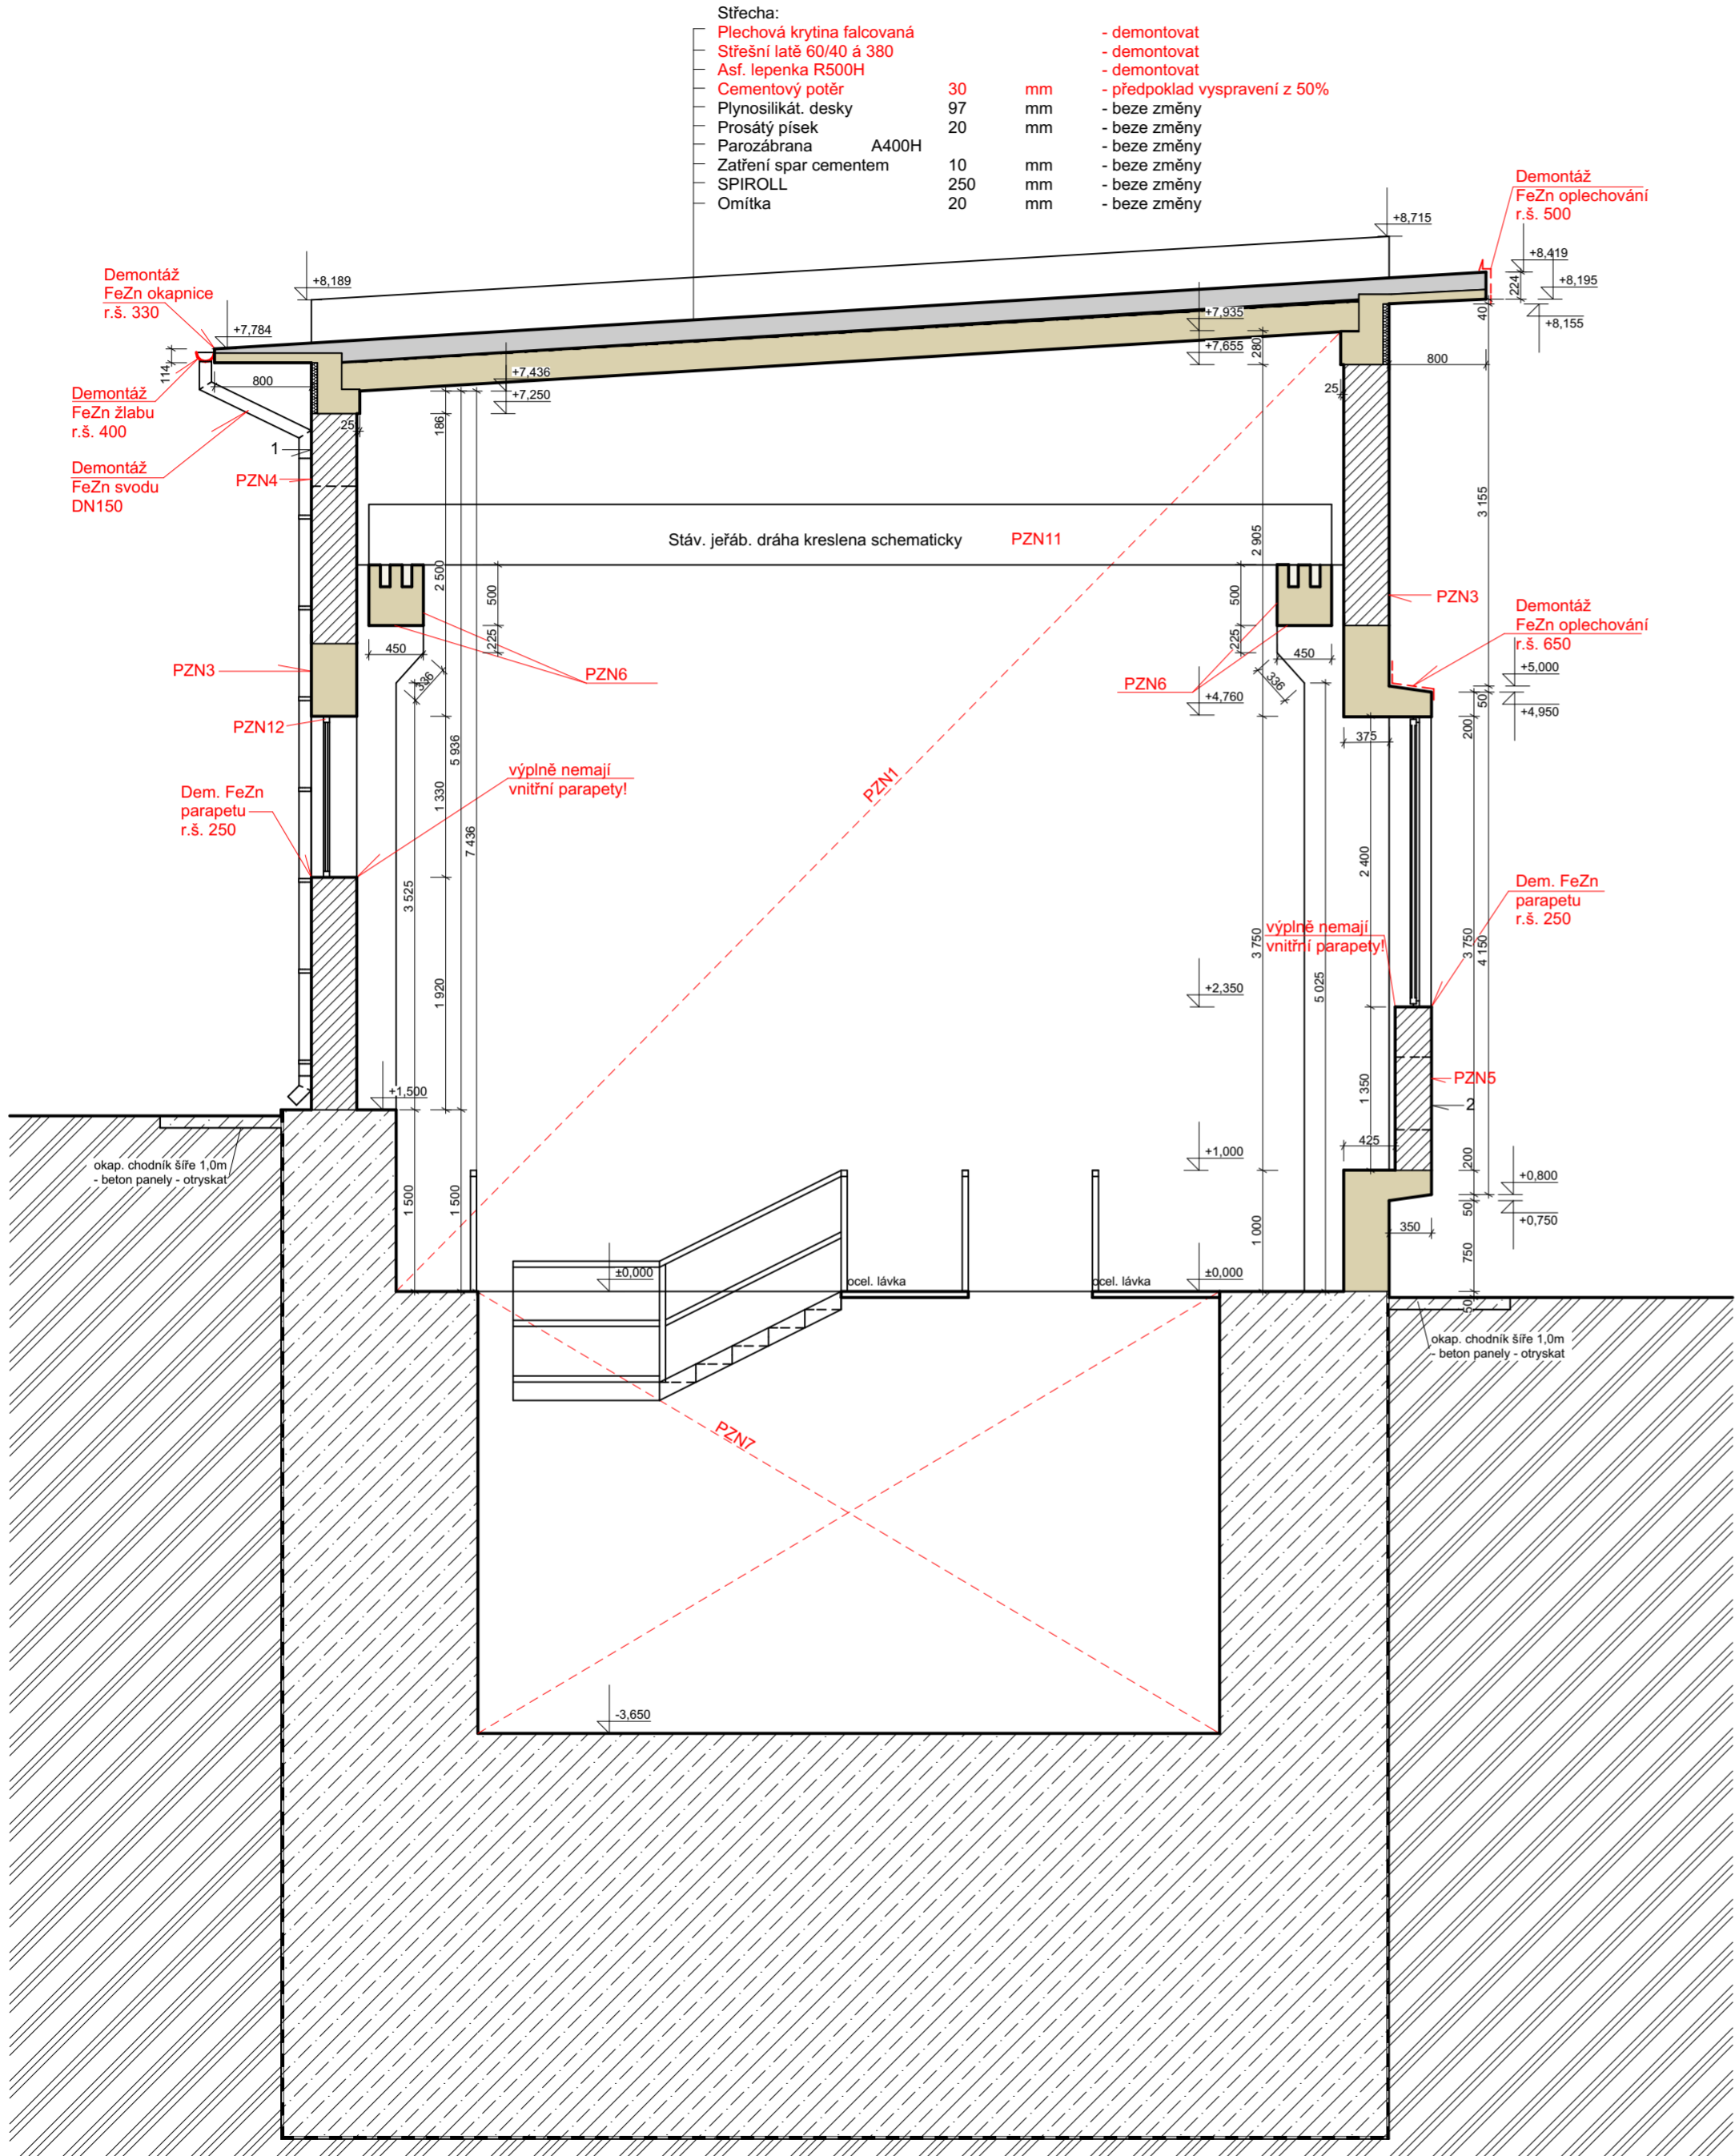 Střecha:
Plechová krytina falcovaná - demontovat
Střešní latě 60/40 á 380 - demontovat
Asf. lepenka R500H - demontovat
Cementový potěr 30 mm - předpoklad vyspravení z 50%
Plynosilikát. desky 97 mm - beze změny
Prosátý písek 20 mm - beze změny
Parozábrana A400H - beze změny
Zatření spar cementem 10 mm - beze změny
SPIROLL 250 mm - beze změny
Omítka 20 mm - beze změny
Demontáž
FeZn oplechování
r.š. 500
+8,715
+8,419
224
+8,195
40
+8,155
Demontáž
FeZn okapnice
r.š. 330
+8,189
+7,784
114
800
+7,935
+7,655
280
800
+7,436
+7,250
186
25
25
Demontáž
FeZn žlabu
r.š. 400
Demontáž
FeZn svodu
DN150
1
PZN4
Stáv. jeřáb. dráha kreslena schematicky
PZN11
2 905
3 155
2 500
500
225
450
336
500
225
450
336
PZN3
Demontáž
FeZn oplechování
r.š. 650
PZN3
PZN6
PZN6
+5,000
50
+4,950
+4,760
200
375
PZN12
5 936
1 330
7 436
výplně nemají
vnitřní parapety!
PZN1
Dem. FeZn
parapetu
r.š. 250
2 400
3 525
Dem. FeZn
parapetu
r.š. 250
výplně nemají
vnitřní parapety!
3 750
3 750
4 150
5 025
1 920
+2,350
+1,500
1 350
PZN5
2
okap. chodník šíře 1,0m
- beton panely - otryskat
425
+1,000
200
+0,800
50
+0,750
350
1 500
1 500
1 000
750
±0,000
ocel. lávka
ocel. lávka
±0,000
50
okap. chodník šíře 1,0m
- beton panely - otryskat
PZN7
-3,650